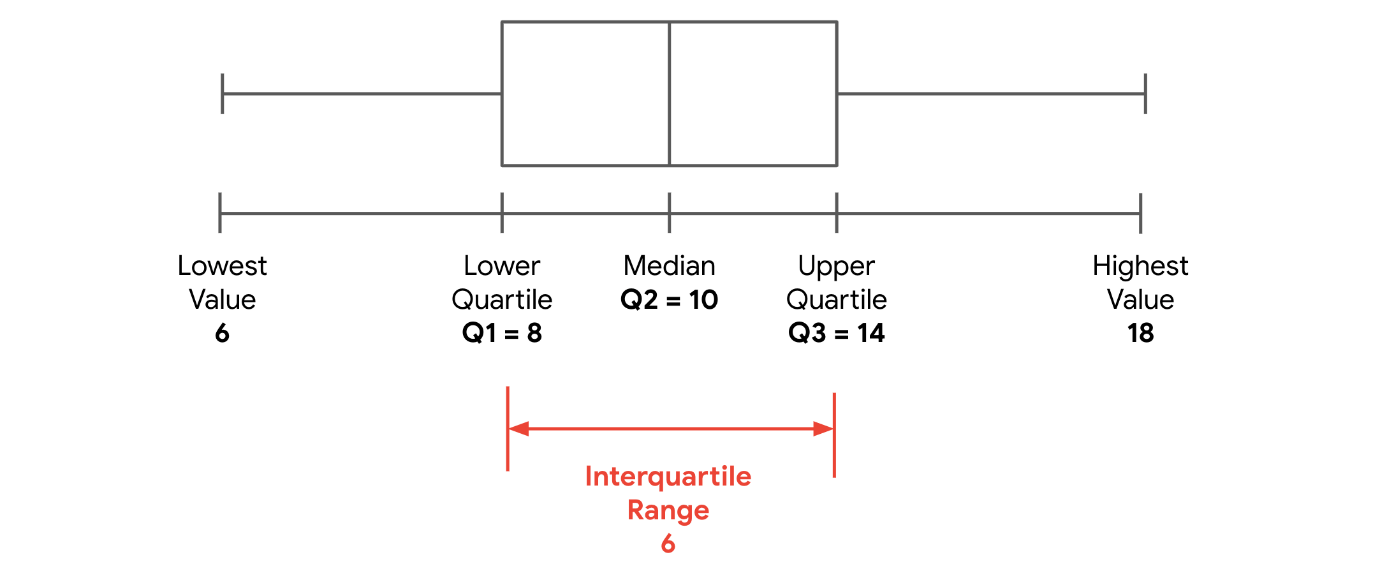 Lowest
Value
6
Lower
Quartile
Q1 = 8
Median
Q2 = 10
Upper
Quartile
Q3 = 14
Highest
Value
18
Interquartile
Range
6